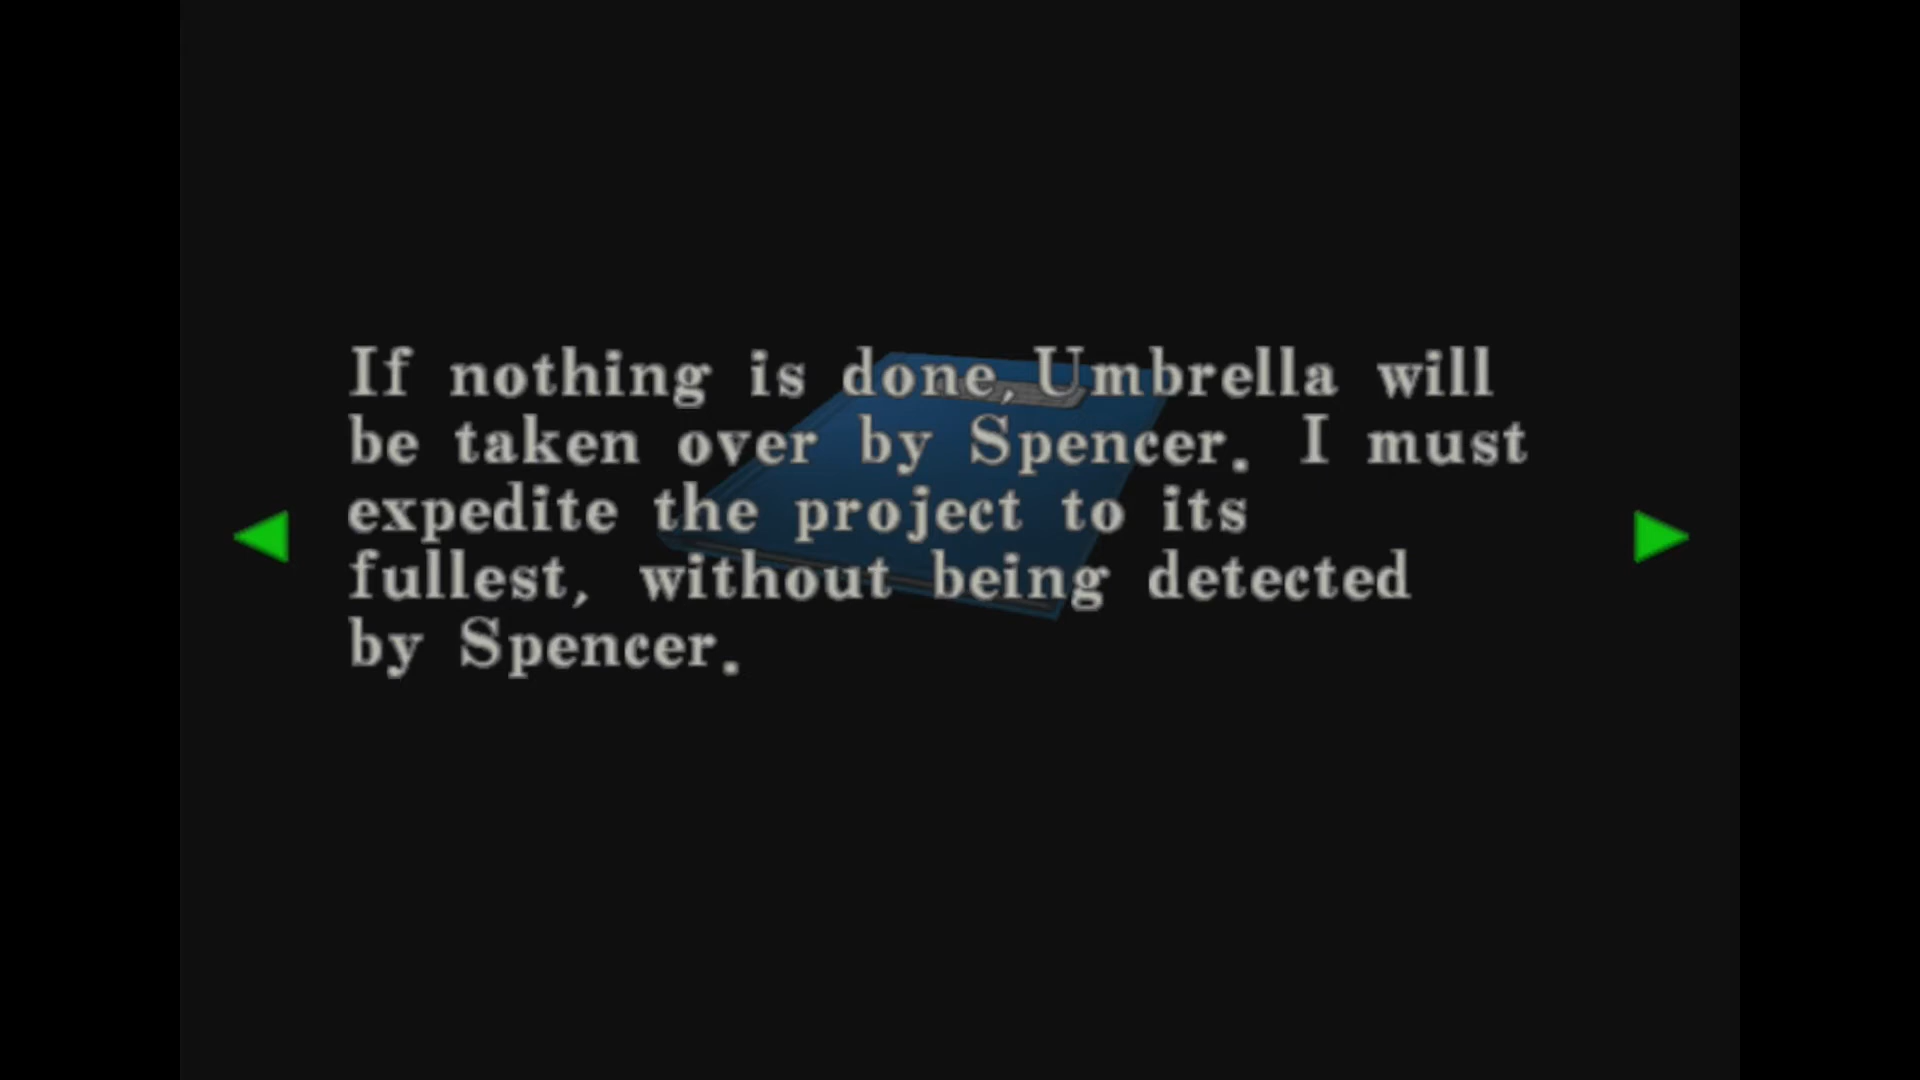 If nothing is done,Umbrella will
be taken over by Spencer. I must
expedite the project to its
fullest, without being detected
by Spencer.